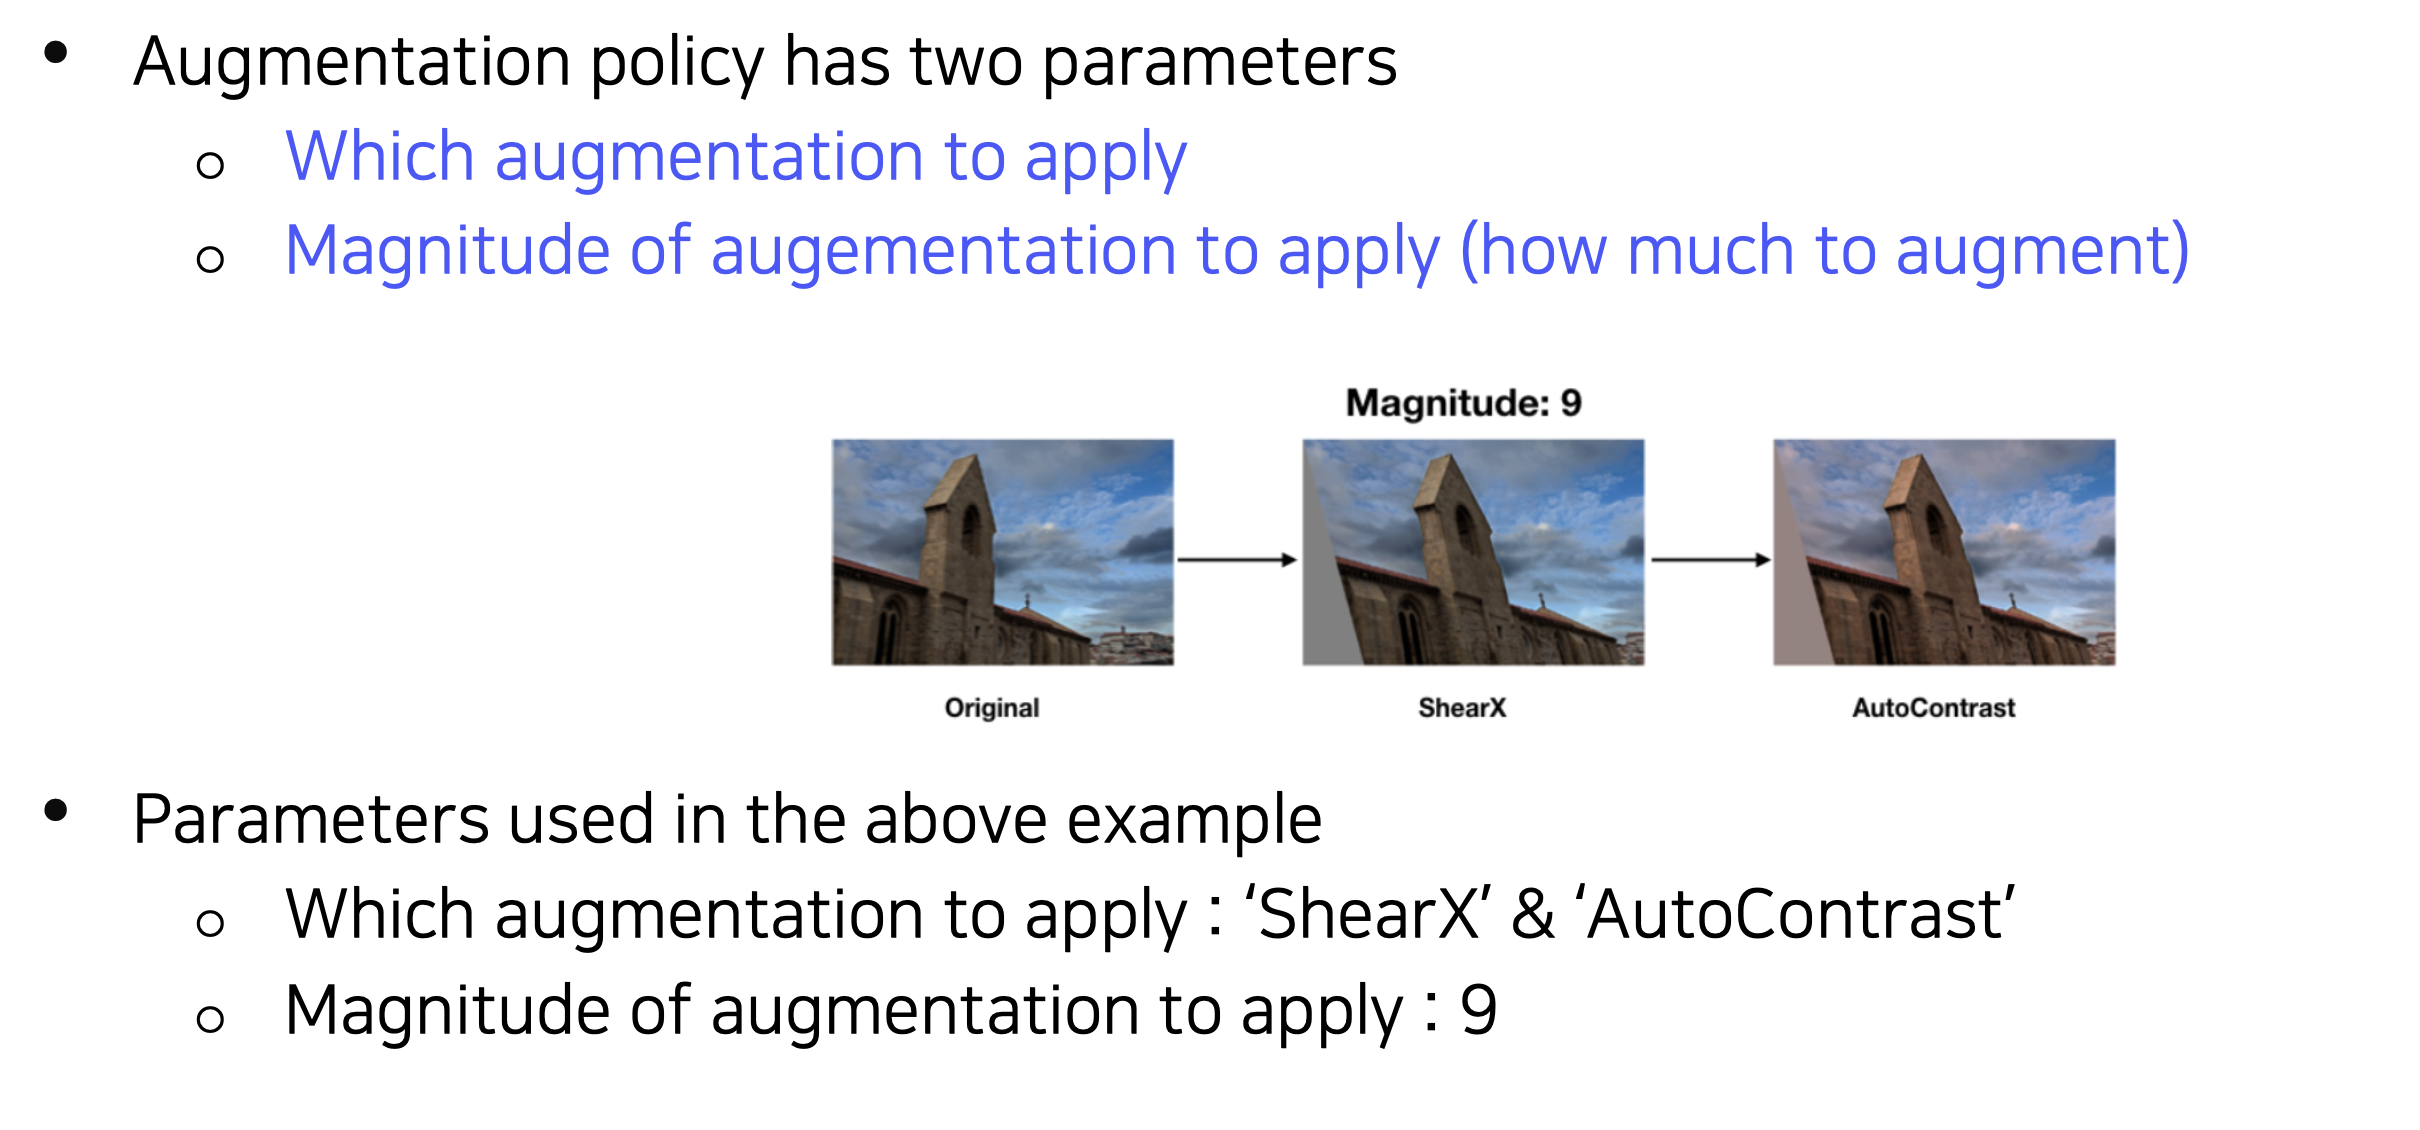 • Augmentation policy has two parameters
○ Which augmentation to apply
○ Magnitude of augementation to apply (how much to augment)
Magnitude: 9
Original ShearX AutoContrast
• Parameters used in the above example
○ Which augmentation to apply : ‘ShearX’ & ‘AutoContrast’
○ Magnitude of augmentation to apply : 9